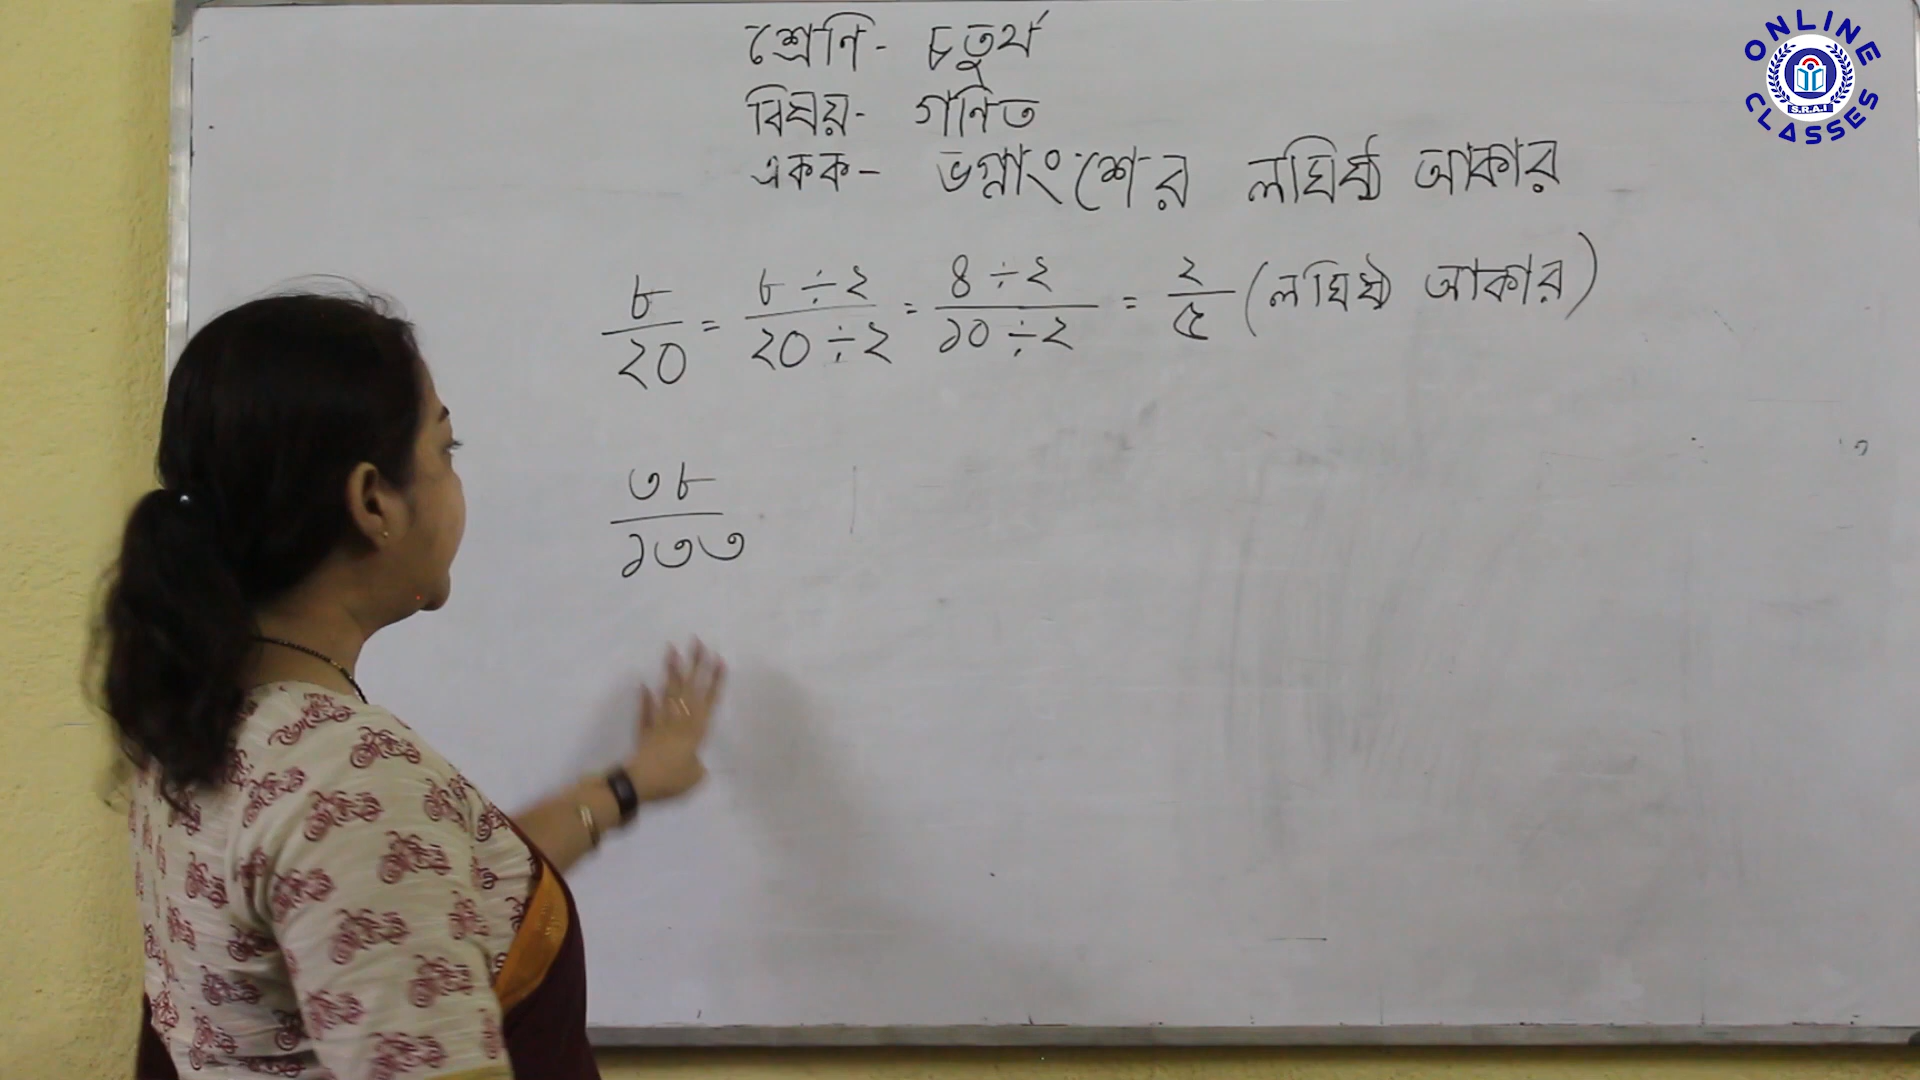 শ্রেণি - চতুর্থ
বিষয় - গণিত
একক - ভগ্নাংশের লঘিষ্ঠ আকার
৮/২০ = ৮ ÷ ২/২০ ÷ ২ = ৪ ÷ ২/১০ ÷ ২ = ২/৫ (লঘিষ্ঠ আকার)
৩৮/১৩৩
ONLINE CLASSES
S.R.A.I